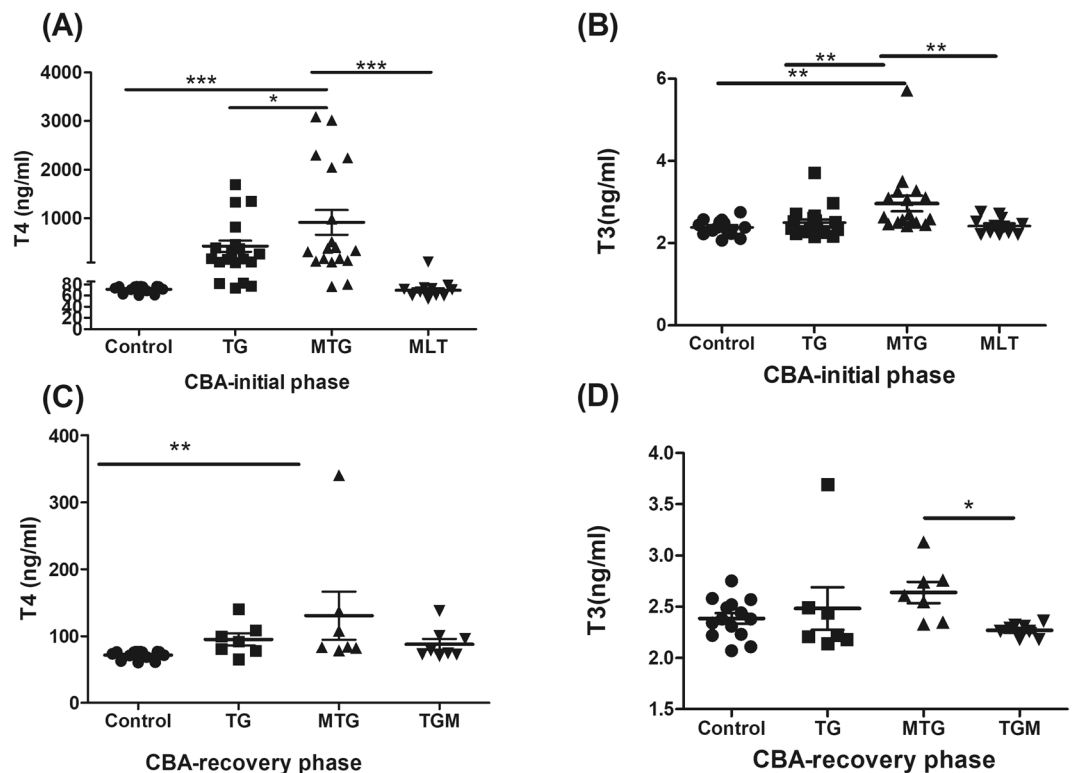 (A)
T4 (ng/ml)
4000
3000
2000
1000
80
60
40
20
0
***
***
*
Control TG MTG MLT
CBA-initial phase
(B)
T3(ng/ml)
6
4
2
0
**
**
**
Control TG MTG MLT
CBA-initial phase
(C)
T4 (ng/ml)
400
300
200
100
0
**
Control TG MTG TGM
CBA-recovery phase
(D)
T3(ng/ml)
4.0
3.5
3.0
2.5
2.0
1.5
*
Control TG MTG TGM
CBA-recovery phase